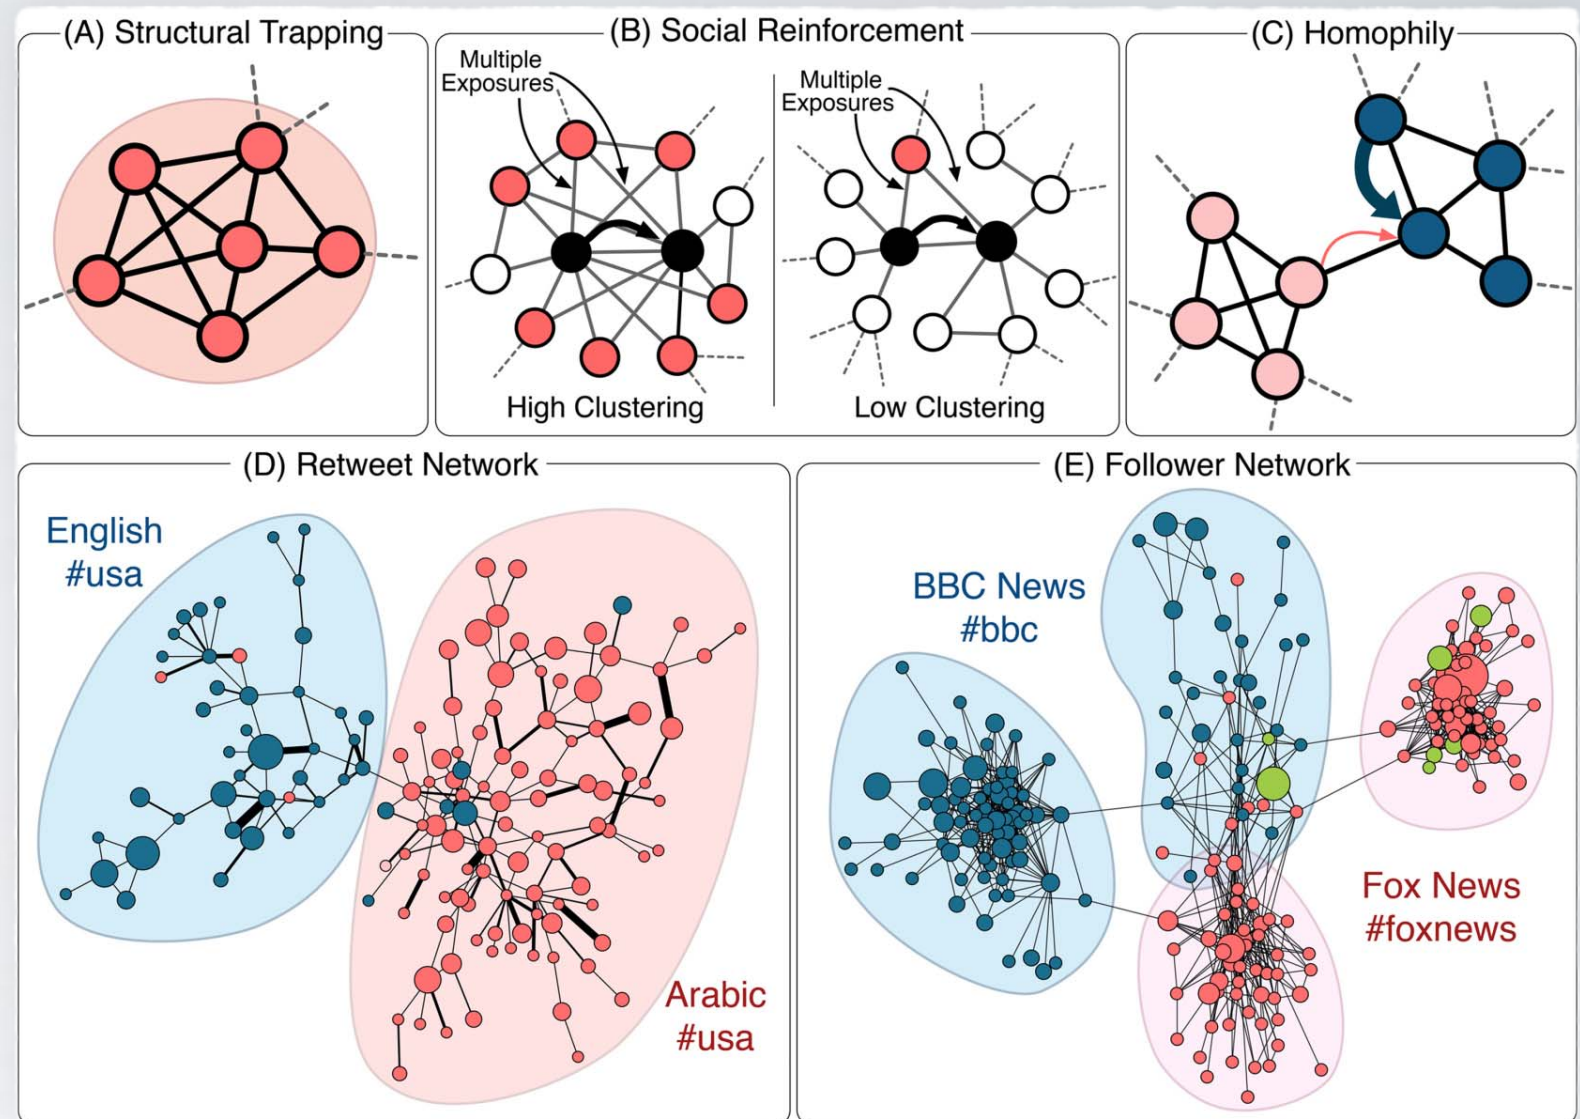 (A) Structural Trapping
(B) Social Reinforcement
(C) Homophily
Multiple
Exposures
Multiple
Exposures
High Clustering
Low Clustering
(D) Retweet Network
(E) Follower Network
English
#usa
Arabic
#usa
BBC News
#bbc
Fox News
#foxnews